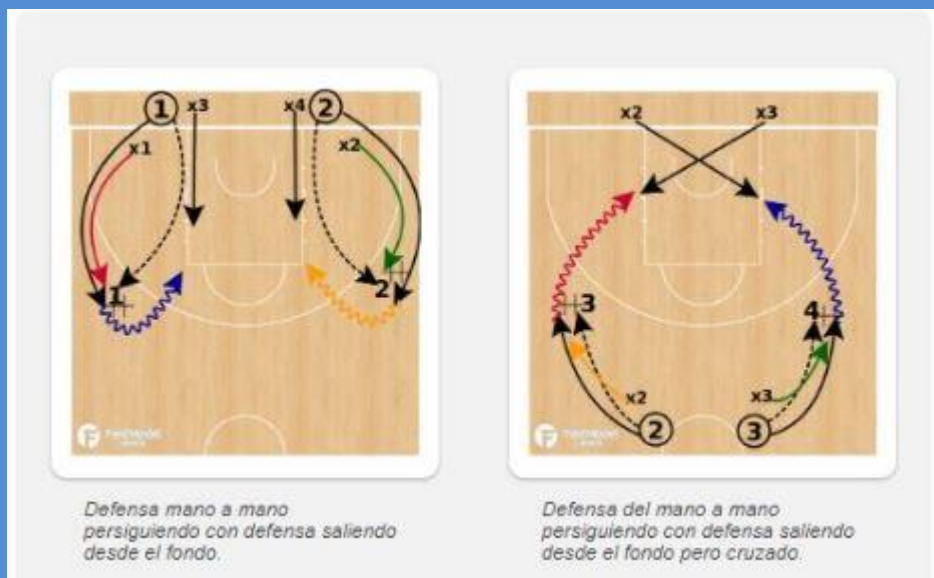 1 x3 x4 2
x1 x2
1 2
Defensa mano a mano
persiguiendo con defensa saliendo
desde el fondo.
x2 x3
3 4
x2 x3
2 3
Defensa del mano a mano
persiguiendo con defensa saliendo
desde el fondo pero cruzado.